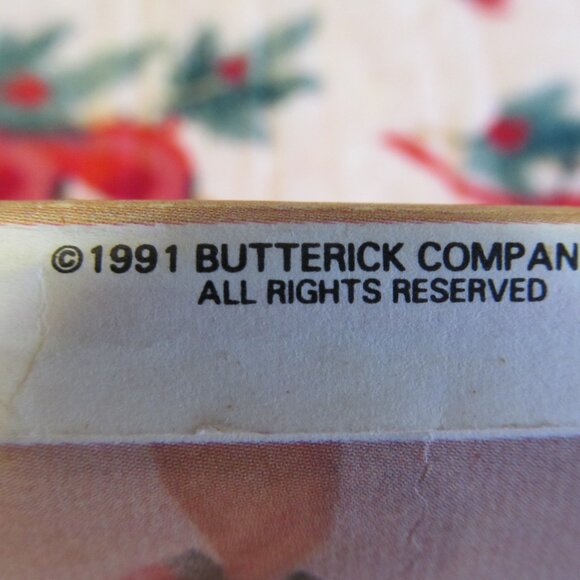 ©1991 BUTTERICK COMPAN
ALL RIGHTS RESERVED